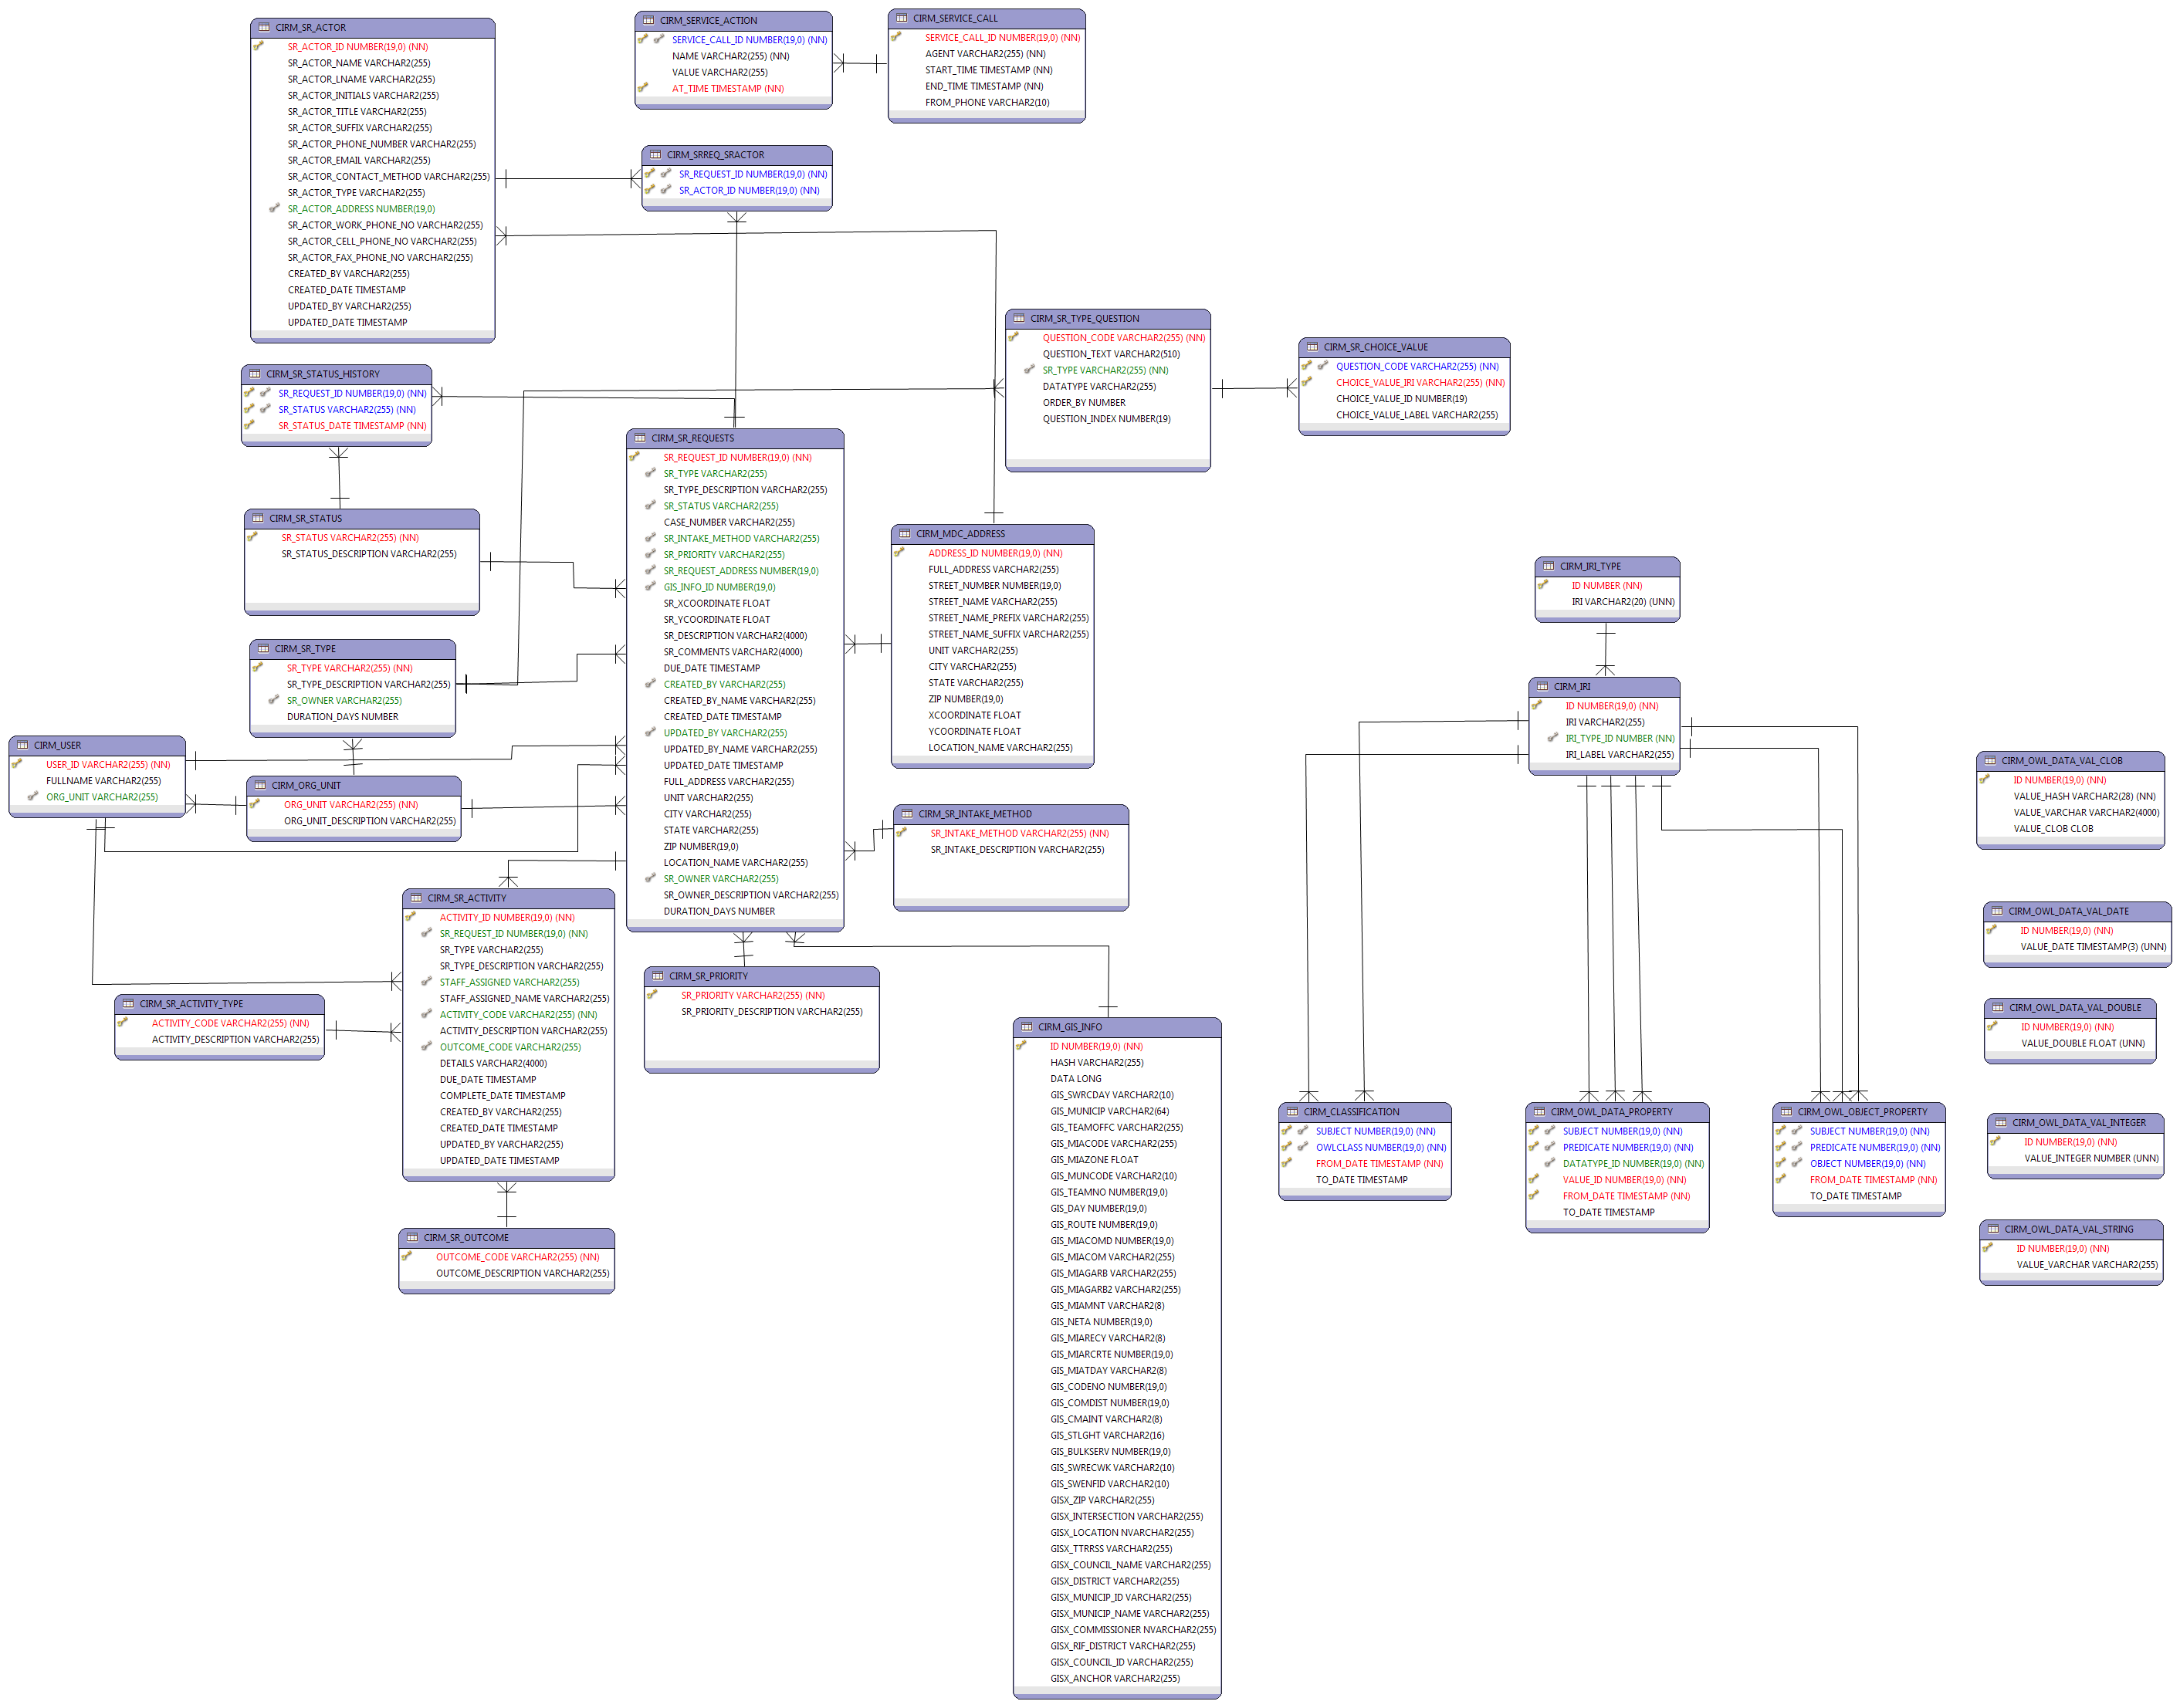 CIRM_SR_ACTOR
SR_ACTOR_ID NUMBER(19,0) (NN)
SR_ACTOR_NAME VARCHAR2(255)
SR_ACTOR_LNAME VARCHAR2(255)
SR_ACTOR_INITIALS VARCHAR2(255)
SR_ACTOR_TITLE VARCHAR2(255)
SR_ACTOR_SUFFIX VARCHAR2(255)
SR_ACTOR_PHONE_NUMBER VARCHAR2(255)
SR_ACTOR_EMAIL VARCHAR2(255)
SR_ACTOR_CONTACT_METHOD VARCHAR2(255)
SR_ACTOR_TYPE VARCHAR2(255)
SR_ACTOR_ADDRESS NUMBER(19,0)
SR_ACTOR_WORK_PHONE_NO VARCHAR2(255)
SR_ACTOR_CELL_PHONE_NO VARCHAR2(255)
SR_ACTOR_FAX_PHONE_NO VARCHAR2(255)
CREATED_BY VARCHAR2(255)
CREATED_DATE TIMESTAMP
UPDATED_BY VARCHAR2(255)
UPDATED_DATE TIMESTAMP
CIRM_SERVICE_ACTION
SERVICE_CALL_ID NUMBER(19,0) (NN)
NAME VARCHAR2(255) (NN)
VALUE VARCHAR2(255)
AT_TIME TIMESTAMP (NN)
CIRM_SERVICE_CALL
SERVICE_CALL_ID NUMBER(19,0) (NN)
AGENT VARCHAR2(255) (NN)
START_TIME TIMESTAMP (NN)
END_TIME TIMESTAMP (NN)
FROM_PHONE VARCHAR2(10)
CIRM_SRREQ_SRACTOR
SR_REQUEST_ID NUMBER(19,0) (NN)
SR_ACTOR_ID NUMBER(19,0) (NN)
CIRM_SR_TYPE_QUESTION
QUESTION_CODE VARCHAR2(255) (NN)
QUESTION_TEXT VARCHAR2(510)
SR_TYPE VARCHAR2(255) (NN)
DATATYPE VARCHAR2(255)
ORDER_BY NUMBER
QUESTION_INDEX NUMBER(19)
CIRM_SR_CHOICE_VALUE
QUESTION_CODE VARCHAR2(255) (NN)
CHOICE_VALUE_IRI VARCHAR2(255) (NN)
CHOICE_VALUE_ID NUMBER(19)
CHOICE_VALUE_LABEL VARCHAR2(255)
CIRM_SR_STATUS_HISTORY
SR_REQUEST_ID NUMBER(19,0) (NN)
SR_STATUS VARCHAR2(255) (NN)
SR_STATUS_DATE TIMESTAMP (NN)
CIRM_SR_STATUS
SR_STATUS VARCHAR2(255) (NN)
SR_STATUS_DESCRIPTION VARCHAR2(255)
CIRM_SR_TYPE
SR_TYPE VARCHAR2(255) (NN)
SR_TYPE_DESCRIPTION VARCHAR2(255)
SR_OWNER VARCHAR2(255)
DURATION_DAYS NUMBER
CIRM_USER
USER_ID VARCHAR2(255) (NN)
FULLNAME VARCHAR2(255)
ORG_UNIT VARCHAR2(255)
CIRM_ORG_UNIT
ORG_UNIT VARCHAR2(255) (NN)
ORG_UNIT_DESCRIPTION VARCHAR2(255)
CIRM_SR_REQUESTS
SR_REQUEST_ID NUMBER(19,0) (NN)
SR_TYPE VARCHAR2(255)
SR_TYPE_DESCRIPTION VARCHAR2(255)
SR_STATUS VARCHAR2(255)
CASE_NUMBER VARCHAR2(255)
SR_INTAKE_METHOD VARCHAR2(255)
SR_PRIORITY VARCHAR2(255)
SR_REQUEST_ADDRESS NUMBER(19,0)
GIS_INFO_ID NUMBER(19,0)
SR_XCOORDINATE FLOAT
SR_YCOORDINATE FLOAT
SR_DESCRIPTION VARCHAR2(4000)
SR_COMMENTS VARCHAR2(4000)
DUE_DATE TIMESTAMP
CREATED_BY VARCHAR2(255)
CREATED_BY_NAME VARCHAR2(255)
CREATED_DATE TIMESTAMP
UPDATED_BY VARCHAR2(255)
UPDATED_BY_NAME VARCHAR2(255)
UPDATED_DATE TIMESTAMP
FULL_ADDRESS VARCHAR2(255)
UNIT VARCHAR2(255)
CITY VARCHAR2(255)
STATE VARCHAR2(255)
ZIP NUMBER(19,0)
LOCATION_NAME VARCHAR2(255)
SR_OWNER VARCHAR2(255)
SR_OWNER_DESCRIPTION VARCHAR2(255)
DURATION_DAYS NUMBER
CIRM_MDC_ADDRESS
ADDRESS_ID NUMBER(19,0) (NN)
FULL_ADDRESS VARCHAR2(255)
STREET_NUMBER NUMBER(19,0)
STREET_NAME VARCHAR2(255)
STREET_NAME_PREFIX VARCHAR2(255)
STREET_NAME_SUFFIX VARCHAR2(255)
UNIT VARCHAR2(255)
CITY VARCHAR2(255)
STATE VARCHAR2(255)
ZIP NUMBER(19,0)
XCOORDINATE FLOAT
YCOORDINATE FLOAT
LOCATION_NAME VARCHAR2(255)
CIRM_SR_INTAKE_METHOD
SR_INTAKE_METHOD VARCHAR2(255) (NN)
SR_INTAKE_DESCRIPTION VARCHAR2(255)
CIRM_SR_ACTIVITY
ACTIVITY_ID NUMBER(19,0) (NN)
SR_REQUEST_ID NUMBER(19,0) (NN)
SR_TYPE VARCHAR2(255)
SR_TYPE_DESCRIPTION VARCHAR2(255)
STAFF_ASSIGNED VARCHAR2(255)
STAFF_ASSIGNED_NAME VARCHAR2(255)
ACTIVITY_CODE VARCHAR2(255) (NN)
ACTIVITY_DESCRIPTION VARCHAR2(255)
OUTCOME_CODE VARCHAR2(255)
DETAILS VARCHAR2(4000)
DUE_DATE TIMESTAMP
COMPLETE_DATE TIMESTAMP
CREATED_BY VARCHAR2(255)
CREATED_DATE TIMESTAMP
UPDATED_BY VARCHAR2(255)
UPDATED_DATE TIMESTAMP
CIRM_SR_ACTIVITY_TYPE
ACTIVITY_CODE VARCHAR2(255) (NN)
ACTIVITY_DESCRIPTION VARCHAR2(255)
CIRM_SR_OUTCOME
OUTCOME_CODE VARCHAR2(255) (NN)
OUTCOME_DESCRIPTION VARCHAR2(255)
CIRM_SR_PRIORITY
SR_PRIORITY VARCHAR2(255) (NN)
SR_PRIORITY_DESCRIPTION VARCHAR2(255)
CIRM_GIS_INFO
ID NUMBER(19,0) (NN)
HASH VARCHAR2(255)
DATA LONG
GIS_SWRCDAY VARCHAR2(10)
GIS_MUNICIP VARCHAR2(64)
GIS_TEAMOFFC VARCHAR2(255)
GIS_MIACODE VARCHAR2(255)
GIS_MIAZONE FLOAT
GIS_MUNCODE VARCHAR2(10)
GIS_TEAMNO NUMBER(19,0)
GIS_DAY NUMBER(19,0)
GIS_ROUTE NUMBER(19,0)
GIS_MIACOMD NUMBER(19,0)
GIS_MIACOM VARCHAR2(255)
GIS_MIAGARB VARCHAR2(255)
GIS_MIAGARB2 VARCHAR2(255)
GIS_MIAMNT VARCHAR2(8)
GIS_NETA NUMBER(19,0)
GIS_MIARECY VARCHAR2(8)
GIS_MIARCRTE NUMBER(19,0)
GIS_MIATDAY VARCHAR2(8)
GIS_CODENO NUMBER(19,0)
GIS_COMDIST NUMBER(19,0)
GIS_CMAINT VARCHAR2(8)
GIS_STLGHT VARCHAR2(16)
GIS_BULKSERV NUMBER(19,0)
GIS_SWRECWK VARCHAR2(10)
GIS_SWENFID VARCHAR2(10)
GISX_ZIP VARCHAR2(255)
GISX_INTERSECTION VARCHAR2(255)
GISX_LOCATION NVARCHAR2(255)
GISX_TTRRSS VARCHAR2(255)
GISX_COUNCIL_NAME VARCHAR2(255)
GISX_DISTRICT VARCHAR2(255)
GISX_MUNICIP_ID VARCHAR2(255)
GISX_MUNICIP_NAME VARCHAR2(255)
GISX_COMMISSIONER NVARCHAR2(255)
GISX_RIF_DISTRICT VARCHAR2(255)
GISX_COUNCIL_ID VARCHAR2(255)
GISX_ANCHOR VARCHAR2(255)
CIRM_IRI_TYPE
ID NUMBER (NN)
IRI VARCHAR2(20) (UNN)
CIRM_IRI
ID NUMBER(19,0) (NN)
IRI VARCHAR2(255)
IRI_TYPE_ID NUMBER (NN)
IRI_LABEL VARCHAR2(255)
CIRM_CLASSIFICATION
SUBJECT NUMBER(19,0) (NN)
OWLCLASS NUMBER(19,0) (NN)
FROM_DATE TIMESTAMP (NN)
TO_DATE TIMESTAMP
CIRM_OWL_DATA_PROPERTY
SUBJECT NUMBER(19,0) (NN)
PREDICATE NUMBER(19,0) (NN)
DATATYPE_ID NUMBER(19,0) (NN)
VALUE_ID NUMBER(19,0) (NN)
FROM_DATE TIMESTAMP (NN)
TO_DATE TIMESTAMP
CIRM_OWL_OBJECT_PROPERTY
SUBJECT NUMBER(19,0) (NN)
PREDICATE NUMBER(19,0) (NN)
OBJECT NUMBER(19,0) (NN)
FROM_DATE TIMESTAMP (NN)
TO_DATE TIMESTAMP
CIRM_OWL_DATA_VAL_CLOB
ID NUMBER(19,0) (NN)
VALUE_HASH VARCHAR2(28) (NN)
VALUE_VARCHAR VARCHAR2(4000)
VALUE_CLOB CLOB
CIRM_OWL_DATA_VAL_DATE
ID NUMBER(19,0) (NN)
VALUE_DATE TIMESTAMP(3) (UNN)
CIRM_OWL_DATA_VAL_DOUBLE
ID NUMBER(19,0) (NN)
VALUE_DOUBLE FLOAT (UNN)
CIRM_OWL_DATA_VAL_INTEGER
ID NUMBER(19,0) (NN)
VALUE_INTEGER NUMBER (UNN)
CIRM_OWL_DATA_VAL_STRING
ID NUMBER(19,0) (NN)
VALUE_VARCHAR VARCHAR2(255)